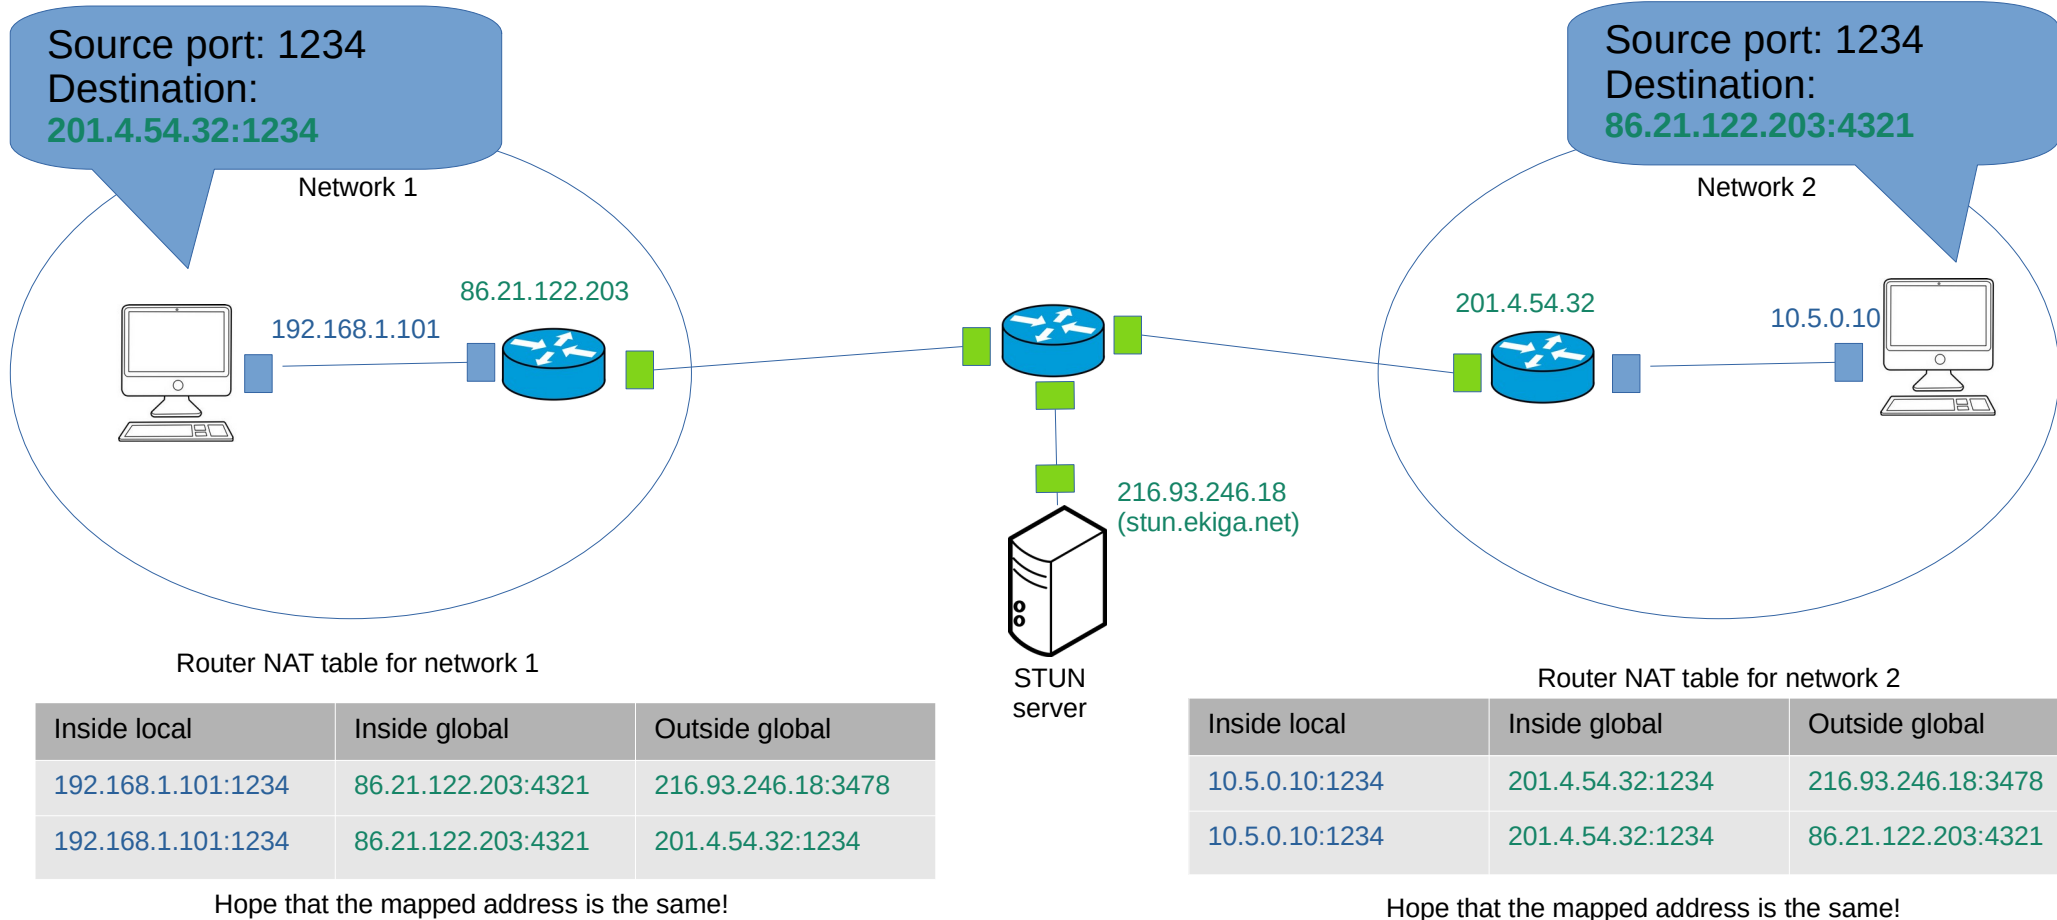 Source port: 1234
Destination:
201.4.54.32:1234
Source port: 1234
Destination:
86.21.122.203:4321
Network 1
Network 2
86.21.122.203
192.168.1.101
201.4.54.32
10.5.0.10
216.93.246.18
(stun.ekiga.net)
STUN
server
Router NAT table for network 1
Inside local Inside global Outside global
192.168.1.101:1234 86.21.122.203:4321 216.93.246.18:3478
192.168.1.101:1234 86.21.122.203:4321 201.4.54.32:1234
Hope that the mapped address is the same!
Router NAT table for network 2
Inside local Inside global Outside global
10.5.0.10:1234 201.4.54.32:1234 216.93.246.18:3478
10.5.0.10:1234 201.4.54.32:1234 86.21.122.203:4321
Hope that the mapped address is the same!